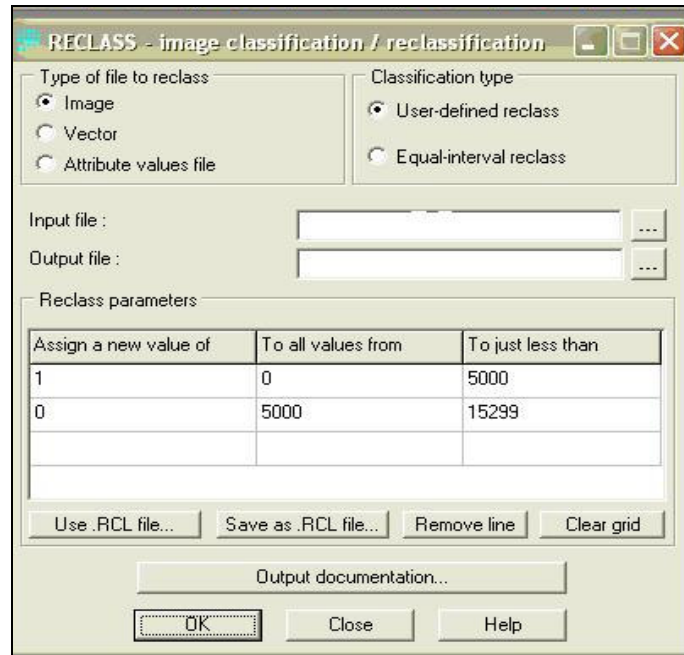 RECLASS - image classification / reclassification
Type of file to reclass
Image
Vector
Attribute values file
Classification type
User-defined reclass
Equal-interval reclass
Input file :
...
Output file :
...
Reclass parameters
Assign a new value of To all values from To just less than
1 0 5000
0 5000 15299
Use .RCL file... Save as .RCL file... Remove line Clear grid
Output documentation...
OK Close Help